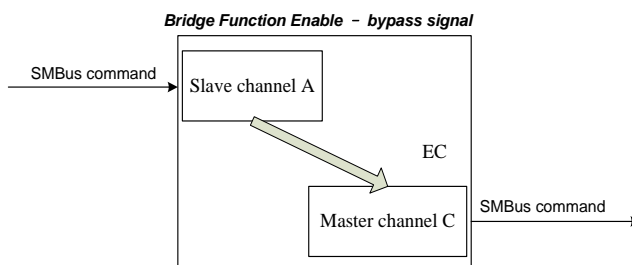 Bridge Function Enable - bypass signal
SMBus command
Slave channel A
EC
Master channel C
SMBus command